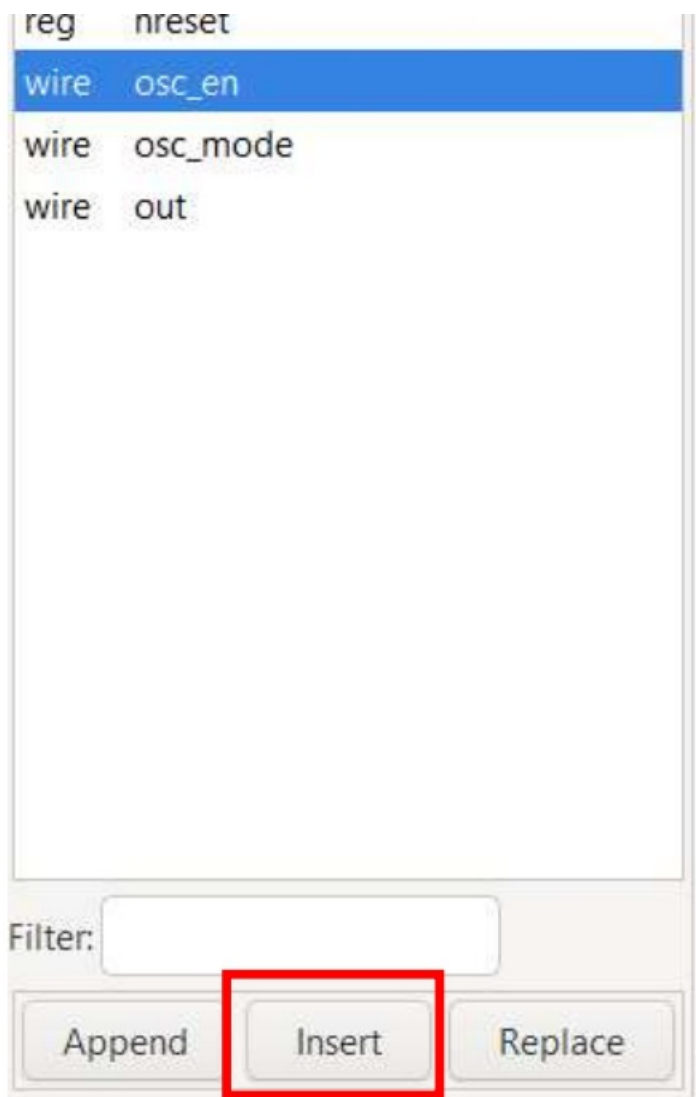 reg nreset
wire osc_en
wire osc_mode
wire out
Filter:
Append Insert Replace